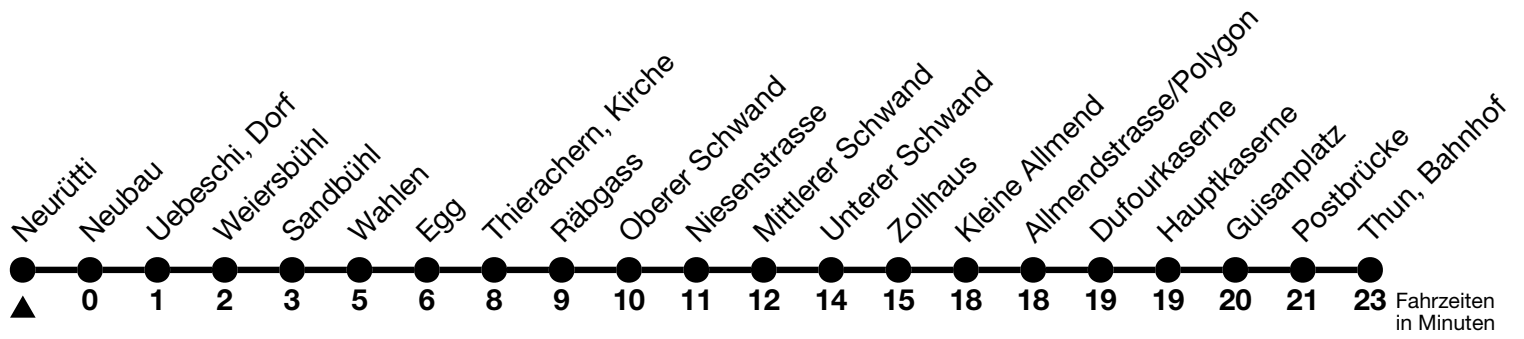 Neurütti
Neubau
Uebeschi, Dorf
Weiersbühl
Sandbühl
Wahlen
Egg
Thierachern, Kirche
Räbgass
Oberer Schwand
Niesenstrasse
Mittlerer Schwand
Unterer Schwand
Zollhaus
Kleine Allmend
Allmendstrasse/Polygon
Dufourkaserne
Hauptkaserne
Guisanplatz
Postbrücke
Thun, Bahnhof
0 1 2 3 5 6 8 9 10 11 12 14 15 18 18 19 19 20 21 23
Fahrzeiten
in Minuten